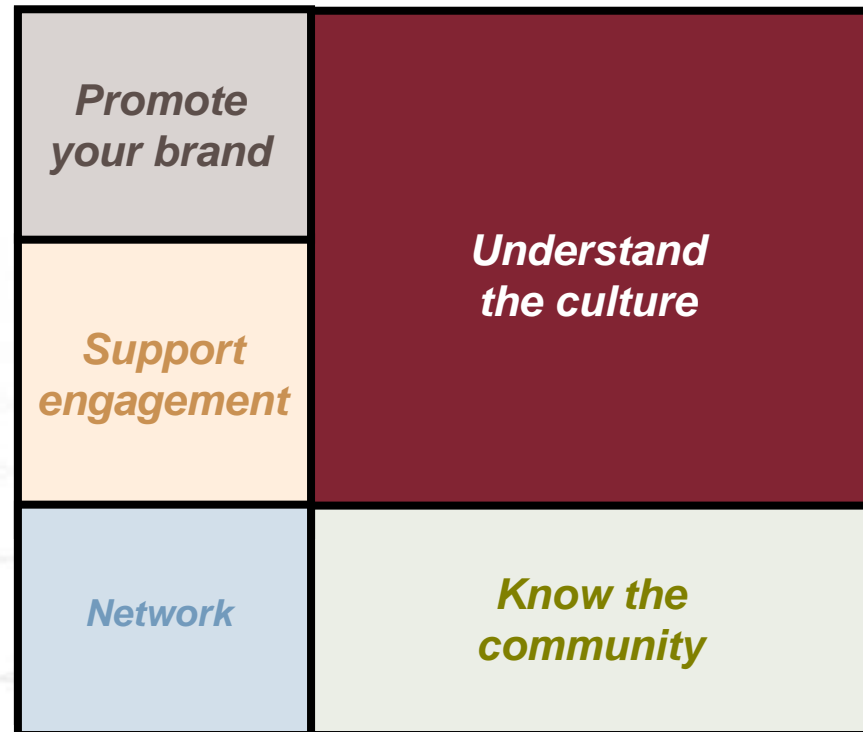 Promote
your brand
Understand
the culture
Support
engagement
Network
Know the
community